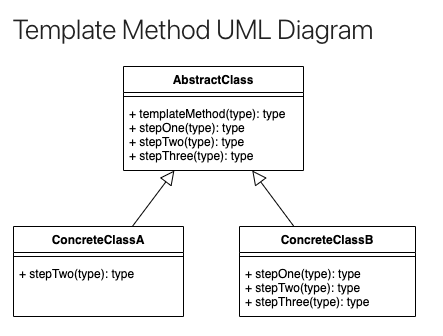 Template Method UML Diagram
AbstractClass
+ templateMethod(type): type
+ stepOne(type): type
+ stepTwo(type): type
+ stepThree(type): type
ConcreteClassA
+ stepTwo(type): type
ConcreteClassB
+ stepOne(type): type
+ stepTwo(type): type
+ stepThree(type): type